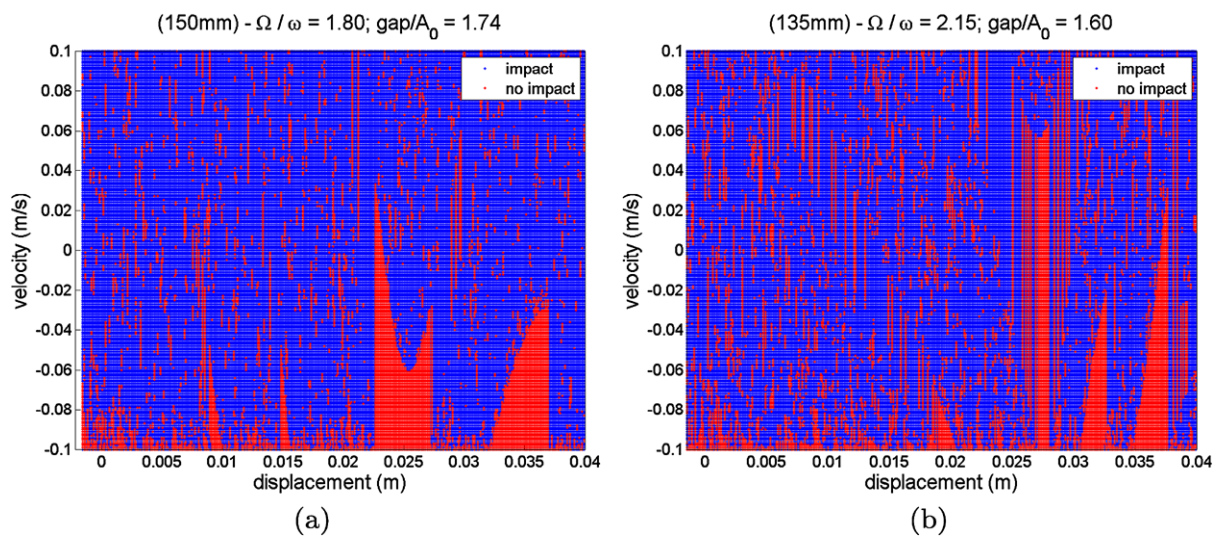 (150mm) - Ω / ω = 1.80; gap/A₀ = 1.74
0.1
0.08
0.06
0.04
0.02
0
-0.02
-0.04
-0.06
-0.08
-0.1
velocity (m/s)
impact
no impact
0 0.005 0.01 0.015 0.02 0.025 0.03 0.035 0.04
displacement (m)
(a)
(135mm) - Ω / ω = 2.15; gap/A₀ = 1.60
0.1
0.08
0.06
0.04
0.02
0
-0.02
-0.04
-0.06
-0.08
-0.1
velocity (m/s)
impact
no impact
0 0.005 0.01 0.015 0.02 0.025 0.03 0.035 0.04
displacement (m)
(b)